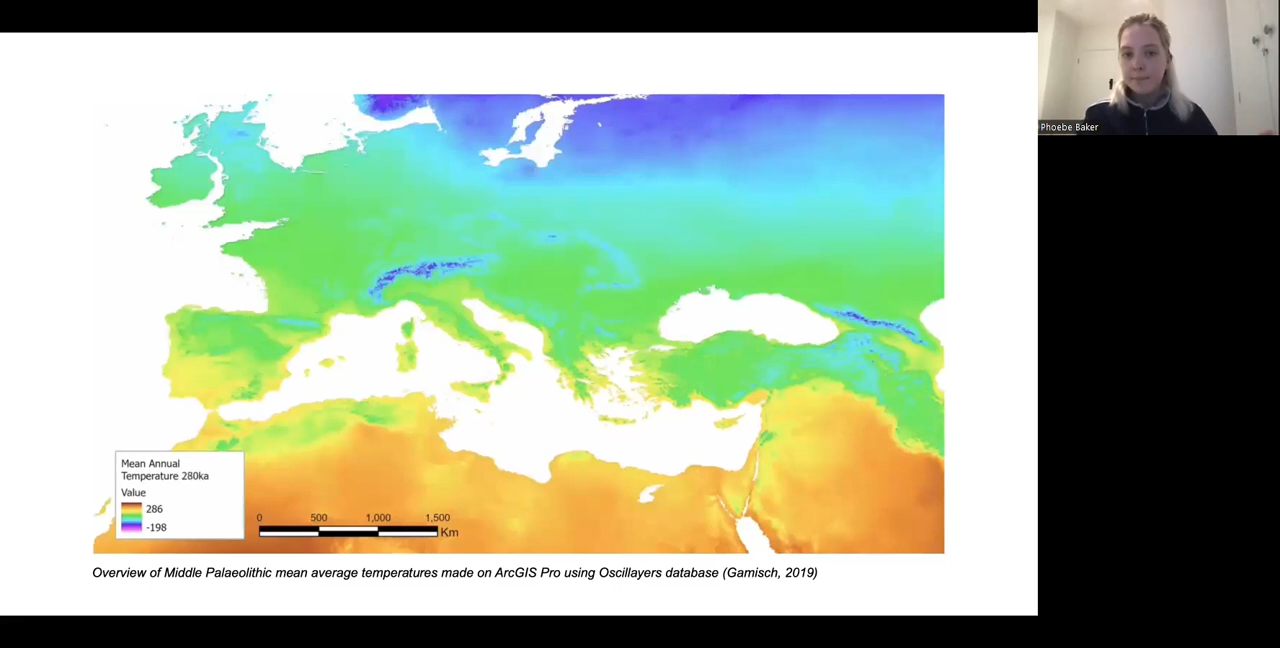 Phoebe Baker
Mean Annual
Temperature 280ka
Value
286
-198
0 500 1,000 1,500
Km
Overview of Middle Palaeolithic mean average temperatures made on ArcGIS Pro using Oscillayers database (Gamisch, 2019)